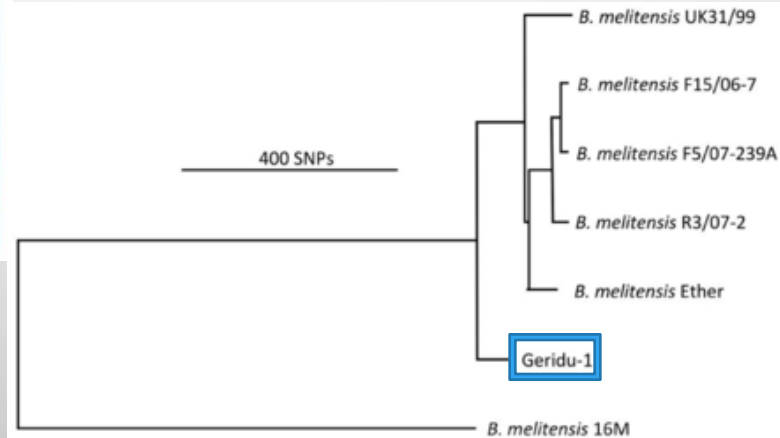 B. melitensis UK31/99
B. melitensis F15/06-7
400 SNPs
B. melitensis F5/07-239A
B. melitensis R3/07-2
B. melitensis Ether
Geridu-1
B. melitensis 16M